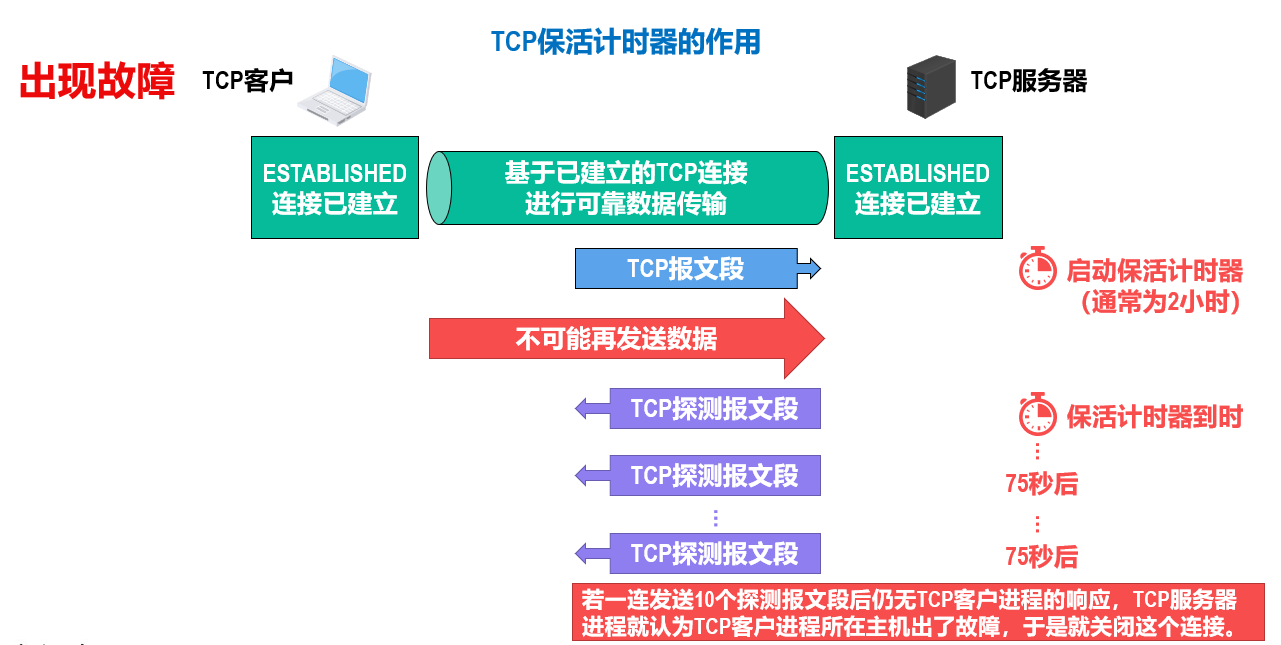 TCP保活计时器的作用
出现故障
TCP客户
TCP服务器
ESTABLISHED
连接已建立
基于已建立的TCP连接
进行可靠数据传输
ESTABLISHED
连接已建立
TCP报文段
启动保活计时器
（通常为2小时）
不可能再发送数据
TCP探测报文段
保活计时器到时
…
TCP探测报文段
75秒后
…
…
TCP探测报文段
75秒后
若一连发送10个探测报文段后仍无TCP客户进程的响应，TCP服务器
进程就认为TCP客户进程所在主机出了故障，于是就关闭这个连接。